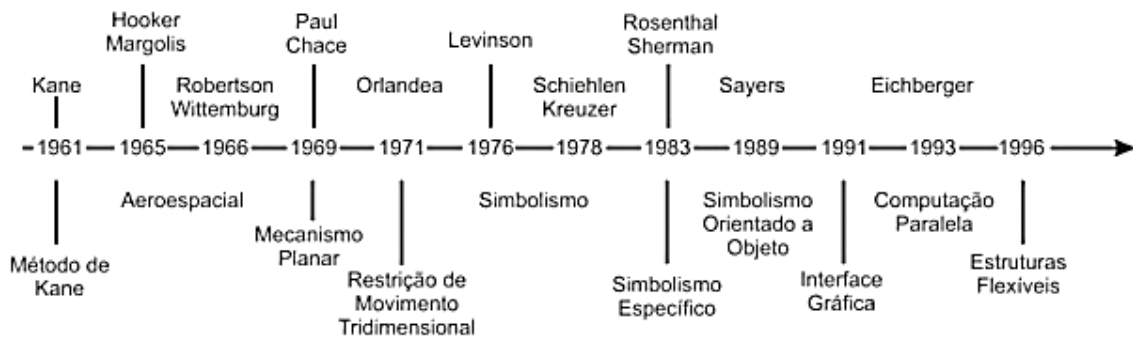 Hooker
Margolis
Paul
Chace
Levinson
Rosenthal
Sherman
Kane
Robertson
Wittemburg
Orlandea
Schiehlen
Kreuzer
Sayers
Eichberger
1961 1965 1966 1969 1971 1976 1978 1983 1989 1991 1993 1996
Aeroespacial
Mecanismo
Planar
Simbolismo
Simbolismo
Orientado a
Objeto
Computação
Paralela
Método de
Kane
Restrição de
Movimento
Tridimensional
Simbolismo
Específico
Interface
Gráfica
Estruturas
Flexíveis